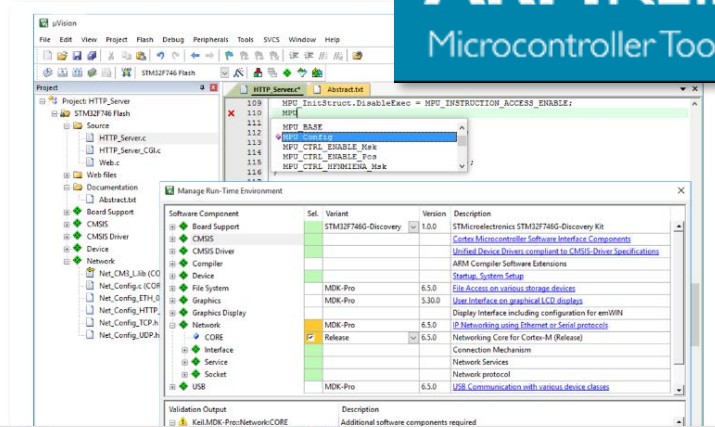 µVision
File Edit View Project Flash Debug Peripherals Tools SVCS Window Help
Microcontroller Too
STM32F746 Flash
Project
HTTP_Server.c* Abstract.txt
Project: HTTP_Server
STM32F746 Flash
Source
HTTP_Server.c
HTTP_Server_CGI.c
Web.c
Web files
Documentation
Abstract.txt
Board Support
CMSIS
CMSIS Driver
Device
Network
Net_CM3_L.lib (CO
Net_Config.c (COR
Net_Config_ETH_0
Net_Config_HTTP_
Net_Config_TCP.h
Net_Config_UDP.h
109 MPU_InitStruct.DisableExec = MPU_INSTRUCTION_ACCESS_ENABLE;
110 MPU
111
112
113
114
115 ;
116 }
117
MPU_BASE
MPU_Config
MPU_CTRL_ENABLE_Msk
MPU_CTRL_ENABLE_Pos
MPU_CTRL_HFNMIENA_Msk
Manage Run-Time Environment
Software Component Sel. Variant Version Description
Board Support STM32F746G-Discovery 1.0.0 STMicroelectronics STM32F746G-Discovery Kit
CMSIS Cortex Microcontroller Software Interface Components
CMSIS Driver Unified Device Drivers compliant to CMSIS-Driver Specifications
Compiler ARM Compiler Software Extensions
Device Startup, System Setup
File System MDK-Pro 6.5.0 File Access on various storage devices
Graphics MDK-Pro 5.30.0 User Interface on graphical LCD displays
Graphics Display Display Interface including configuration for emWIN
Network MDK-Pro 6.5.0 IP Networking using Ethernet or Serial protocols
CORE Release 6.5.0 Networking Core for Cortex-M (Release)
Interface Connection Mechanism
Service Network Services
Socket Network protocol
USB MDK-Pro 6.5.0 USB Communication with various device classes
Validation Output Description
Keil.MDK-Pro::Network:CORE Additional software components required